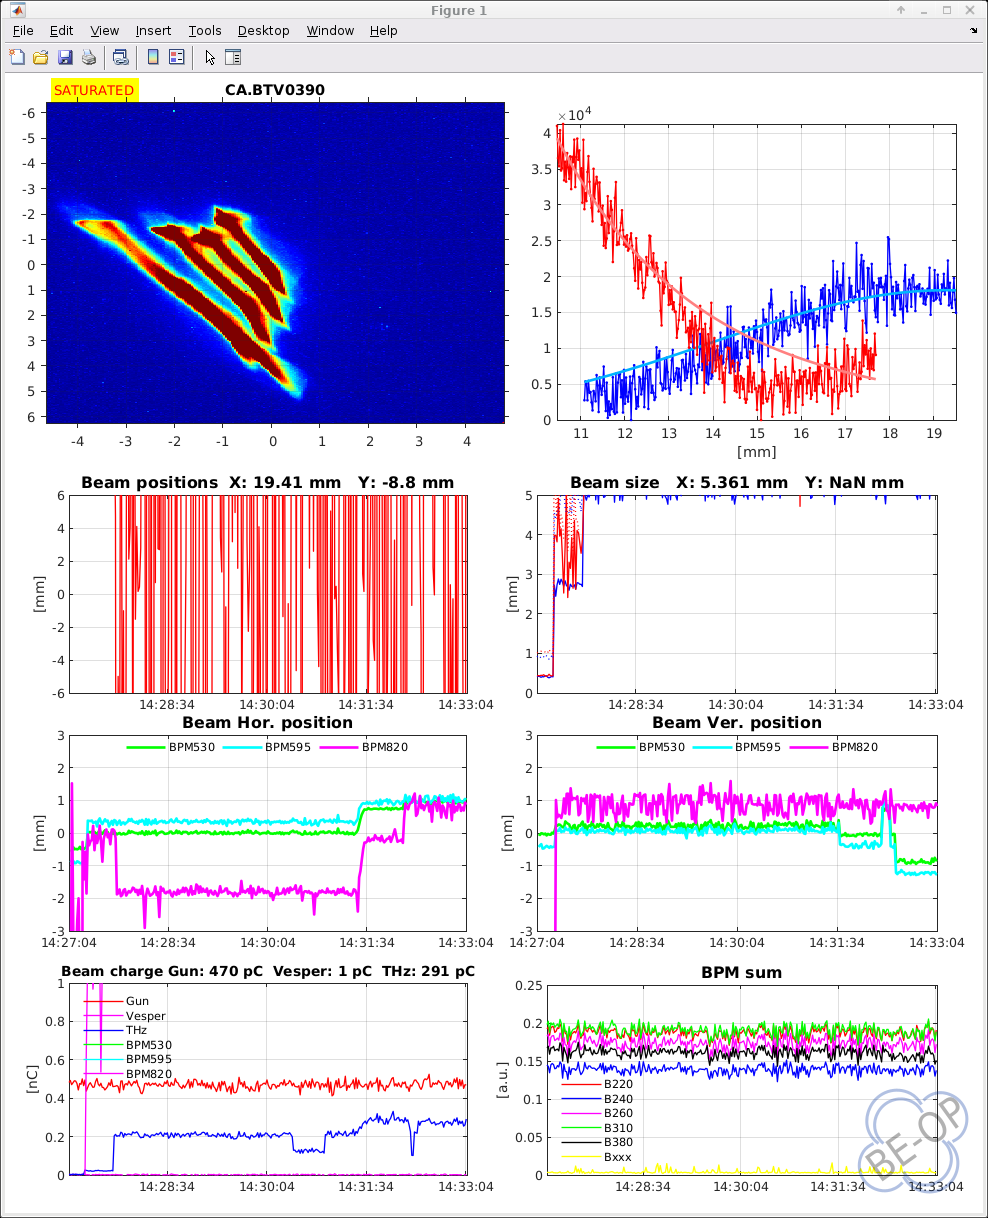 Figure 1
File Edit View Insert Tools Desktop Window Help
SATURATED
CA.BTV0390
-6
-5
-4
-3
-2
-1
0
1
2
3
4
5
6
-4 -3 -2 -1 0 1 2 3 4
×10^4
4
3.5
3
2.5
2
1.5
1
0.5
0
11 12 13 14 15 16 17 18 19
[mm]
Beam positions X: 19.41 mm Y: -8.8 mm
6
4
2
0
-2
-4
-6
[mm]
14:28:34 14:30:04 14:31:34 14:33:04
Beam size X: 5.361 mm Y: NaN mm
5
4
3
2
1
0
[mm]
14:28:34 14:30:04 14:31:34 14:33:04
Beam Hor. position
BPM530 BPM595 BPM820
3
2
1
0
-1
-2
-3
[mm]
14:27:04 14:28:34 14:30:04 14:31:34 14:33:04
Beam Ver. position
BPM530 BPM595 BPM820
3
2
1
0
-1
-2
-3
[mm]
14:27:04 14:28:34 14:30:04 14:31:34 14:33:04
Beam charge Gun: 470 pC Vesper: 1 pC THz: 291 pC
1
0.8
0.6
0.4
0.2
0
[nC]
Gun
Vesper
THz
BPM530
BPM595
BPM820
14:28:34 14:30:04 14:31:34 14:33:04
BPM sum
0.25
0.2
0.15
0.1
0.05
0
[a.u.]
B220
B240
B260
B310
B380
Bxxx
14:28:34 14:30:04 14:31:34 14:33:04
BE-OP